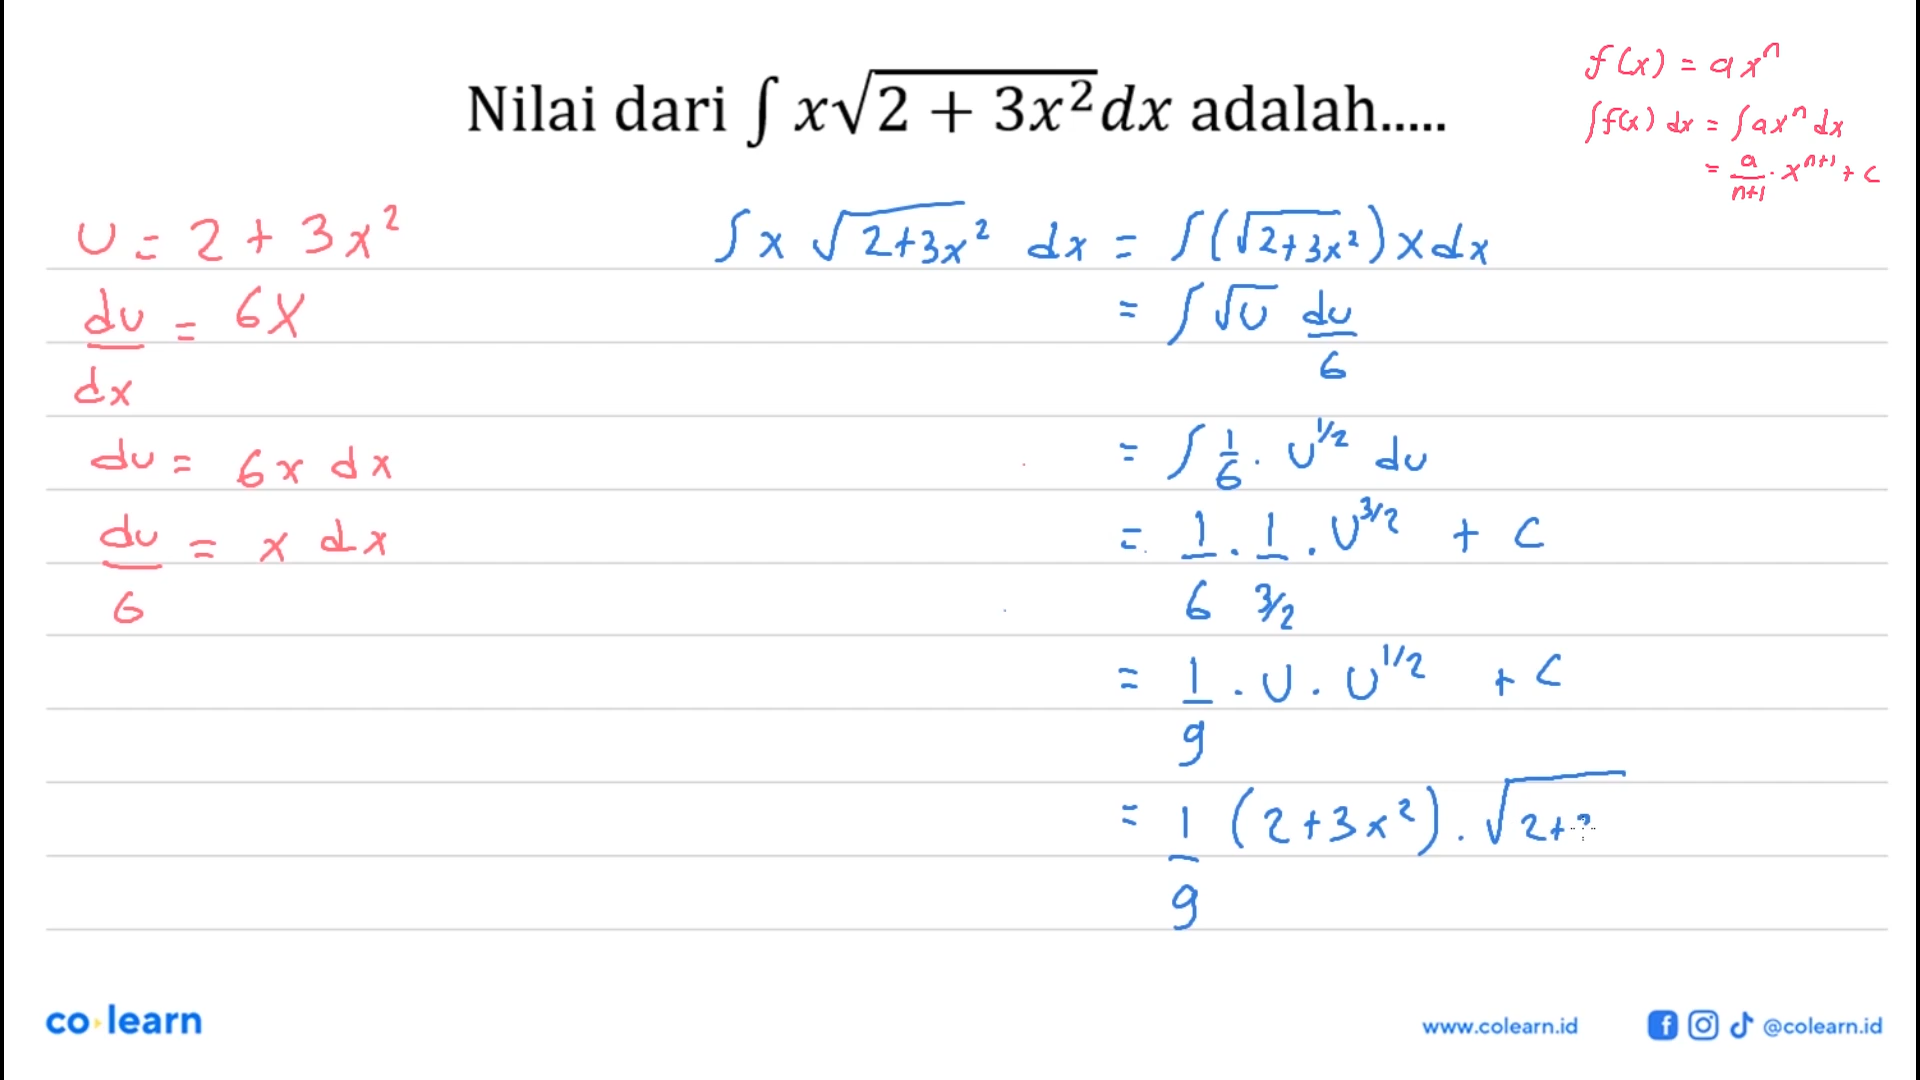 Nilai dari ∫ x√(2 + 3x²) dx adalah.....
f(x) = ax^n
∫f(x) dx = ∫ax^n dx
= a/(n+1) · x^(n+1) + c
U = 2 + 3x²
du/dx = 6x
du = 6x dx
du/6 = x dx
∫ x √(2+3x²) dx = ∫(√(2+3x²)) x dx
= ∫ √U du/6
= ∫ 1/6 · U^(1/2) du
= 1/6 · 1/(3/2) · U^(3/2) + C
= 1/9 · U · U^(1/2) + C
= 1/9 (2+3x²) · √(2+
co learn
www.colearn.id
@colearn.id